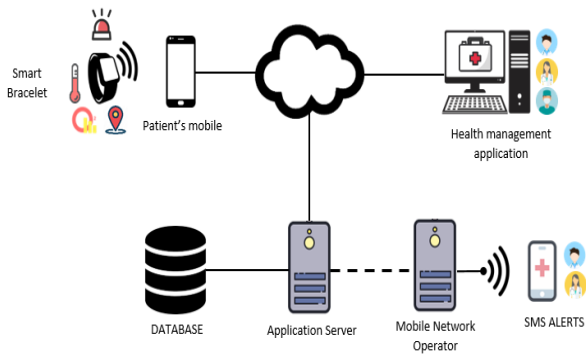 Smart
Bracelet
Patient's mobile
Health management
application
DATABASE
Application Server
Mobile Network
Operator
SMS ALERTS